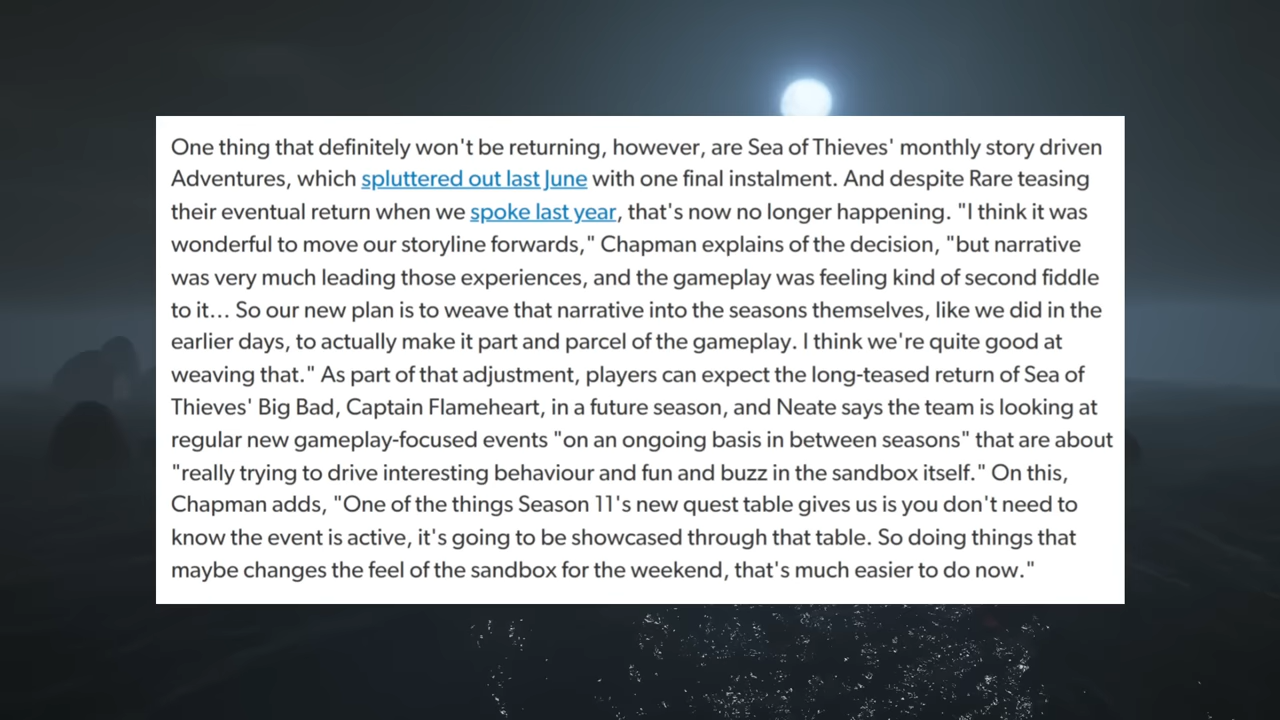 One thing that definitely won't be returning, however, are Sea of Thieves' monthly story driven
Adventures, which spluttered out last June with one final instalment. And despite Rare teasing
their eventual return when we spoke last year, that's now no longer happening. "I think it was
wonderful to move our storyline forwards," Chapman explains of the decision, "but narrative
was very much leading those experiences, and the gameplay was feeling kind of second fiddle
to it... So our new plan is to weave that narrative into the seasons themselves, like we did in the
earlier days, to actually make it part and parcel of the gameplay. I think we're quite good at
weaving that." As part of that adjustment, players can expect the long-teased return of Sea of
Thieves' Big Bad, Captain Flameheart, in a future season, and Neate says the team is looking at
regular new gameplay-focused events "on an ongoing basis in between seasons" that are about
"really trying to drive interesting behaviour and fun and buzz in the sandbox itself." On this,
Chapman adds, "One of the things Season 11's new quest table gives us is you don't need to
know the event is active, it's going to be showcased through that table. So doing things that
maybe changes the feel of the sandbox for the weekend, that's much easier to do now."